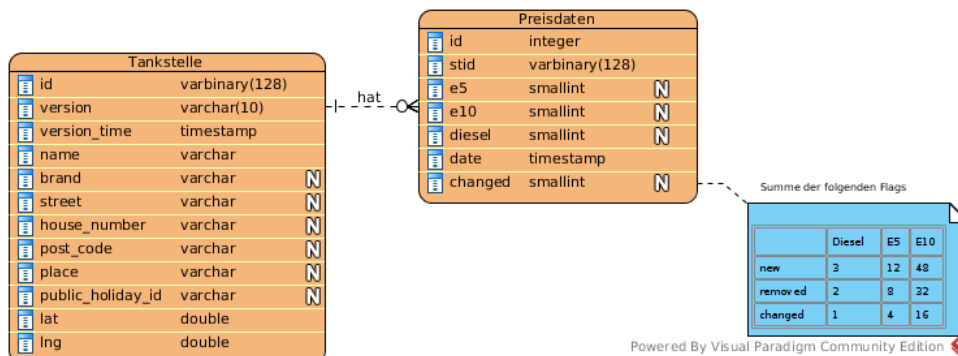 Preisdaten
id integer
stid varbinary(128)
e5 smallint N
e10 smallint N
diesel smallint N
date timestamp
changed smallint N
hat
Tankstelle
id varbinary(128)
version varchar(10)
version_time timestamp
name varchar
brand varchar N
street varchar N
house_number varchar N
post_code varchar N
place varchar N
public_holiday_id varchar N
lat double
lng double
Summe der folgenden Flags
Diesel E5 E10
new 3 12 48
removed 2 8 32
changed 1 4 16
Powered By Visual Paradigm Community Edition